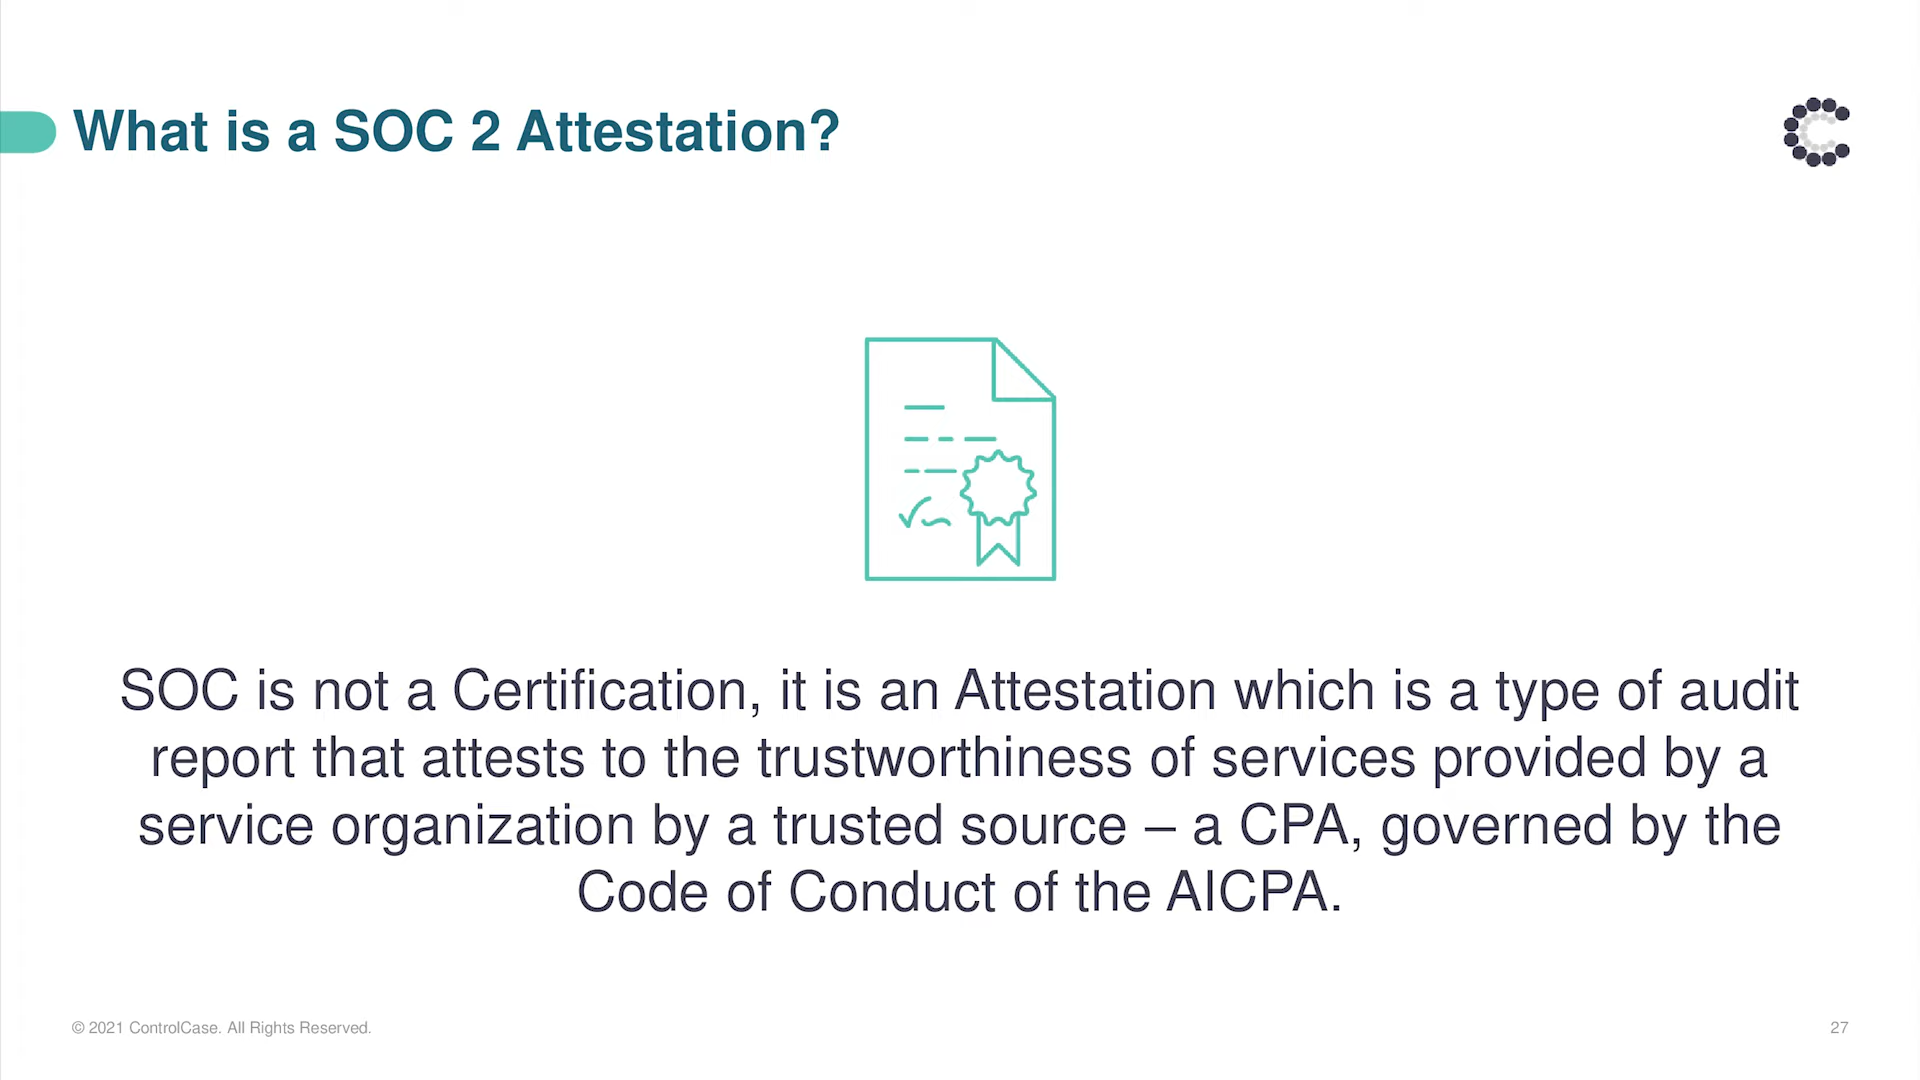 What is a SOC 2 Attestation?
SOC is not a Certification, it is an Attestation which is a type of audit
report that attests to the trustworthiness of services provided by a
service organization by a trusted source – a CPA, governed by the
Code of Conduct of the AICPA.
© 2021 ControlCase. All Rights Reserved.
27